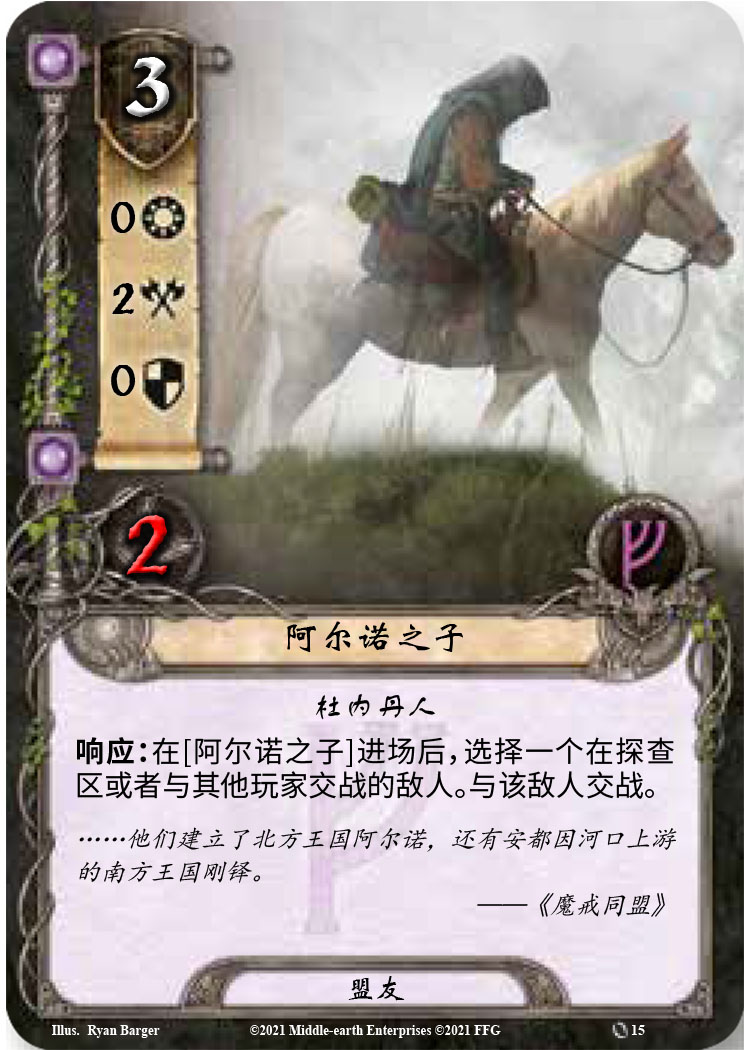 3
0
2
0
2
阿尔诺之子
杜内丹人
响应：在[阿尔诺之子]进场后，选择一个在探查
区或者与其他玩家交战的敌人。与该敌人交战。
……他们建立了北方王国阿尔诺，还有安都因河口上游
的南方王国刚铎。
——《魔戒同盟》
盟友
Illus. Ryan Barger
©2021 Middle-earth Enterprises ©2021 FFG
15